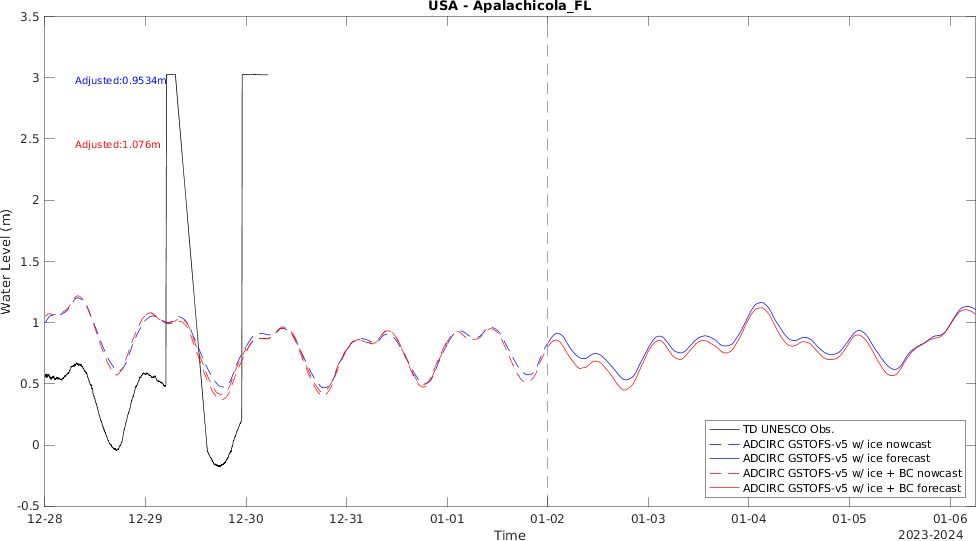 USA - Apalachicola_FL
3.5
3
2.5
2
1.5
1
0.5
0
-0.5
Water Level (m)
Adjusted:0.9534m
Adjusted:1.076m
TD UNESCO Obs.
ADCIRC GSTOFS-v5 w/ ice nowcast
ADCIRC GSTOFS-v5 w/ ice forecast
ADCIRC GSTOFS-v5 w/ ice + BC nowcast
ADCIRC GSTOFS-v5 w/ ice + BC forecast
12-28 12-29 12-30 12-31 01-01 01-02 01-03 01-04 01-05 01-06
Time
2023-2024